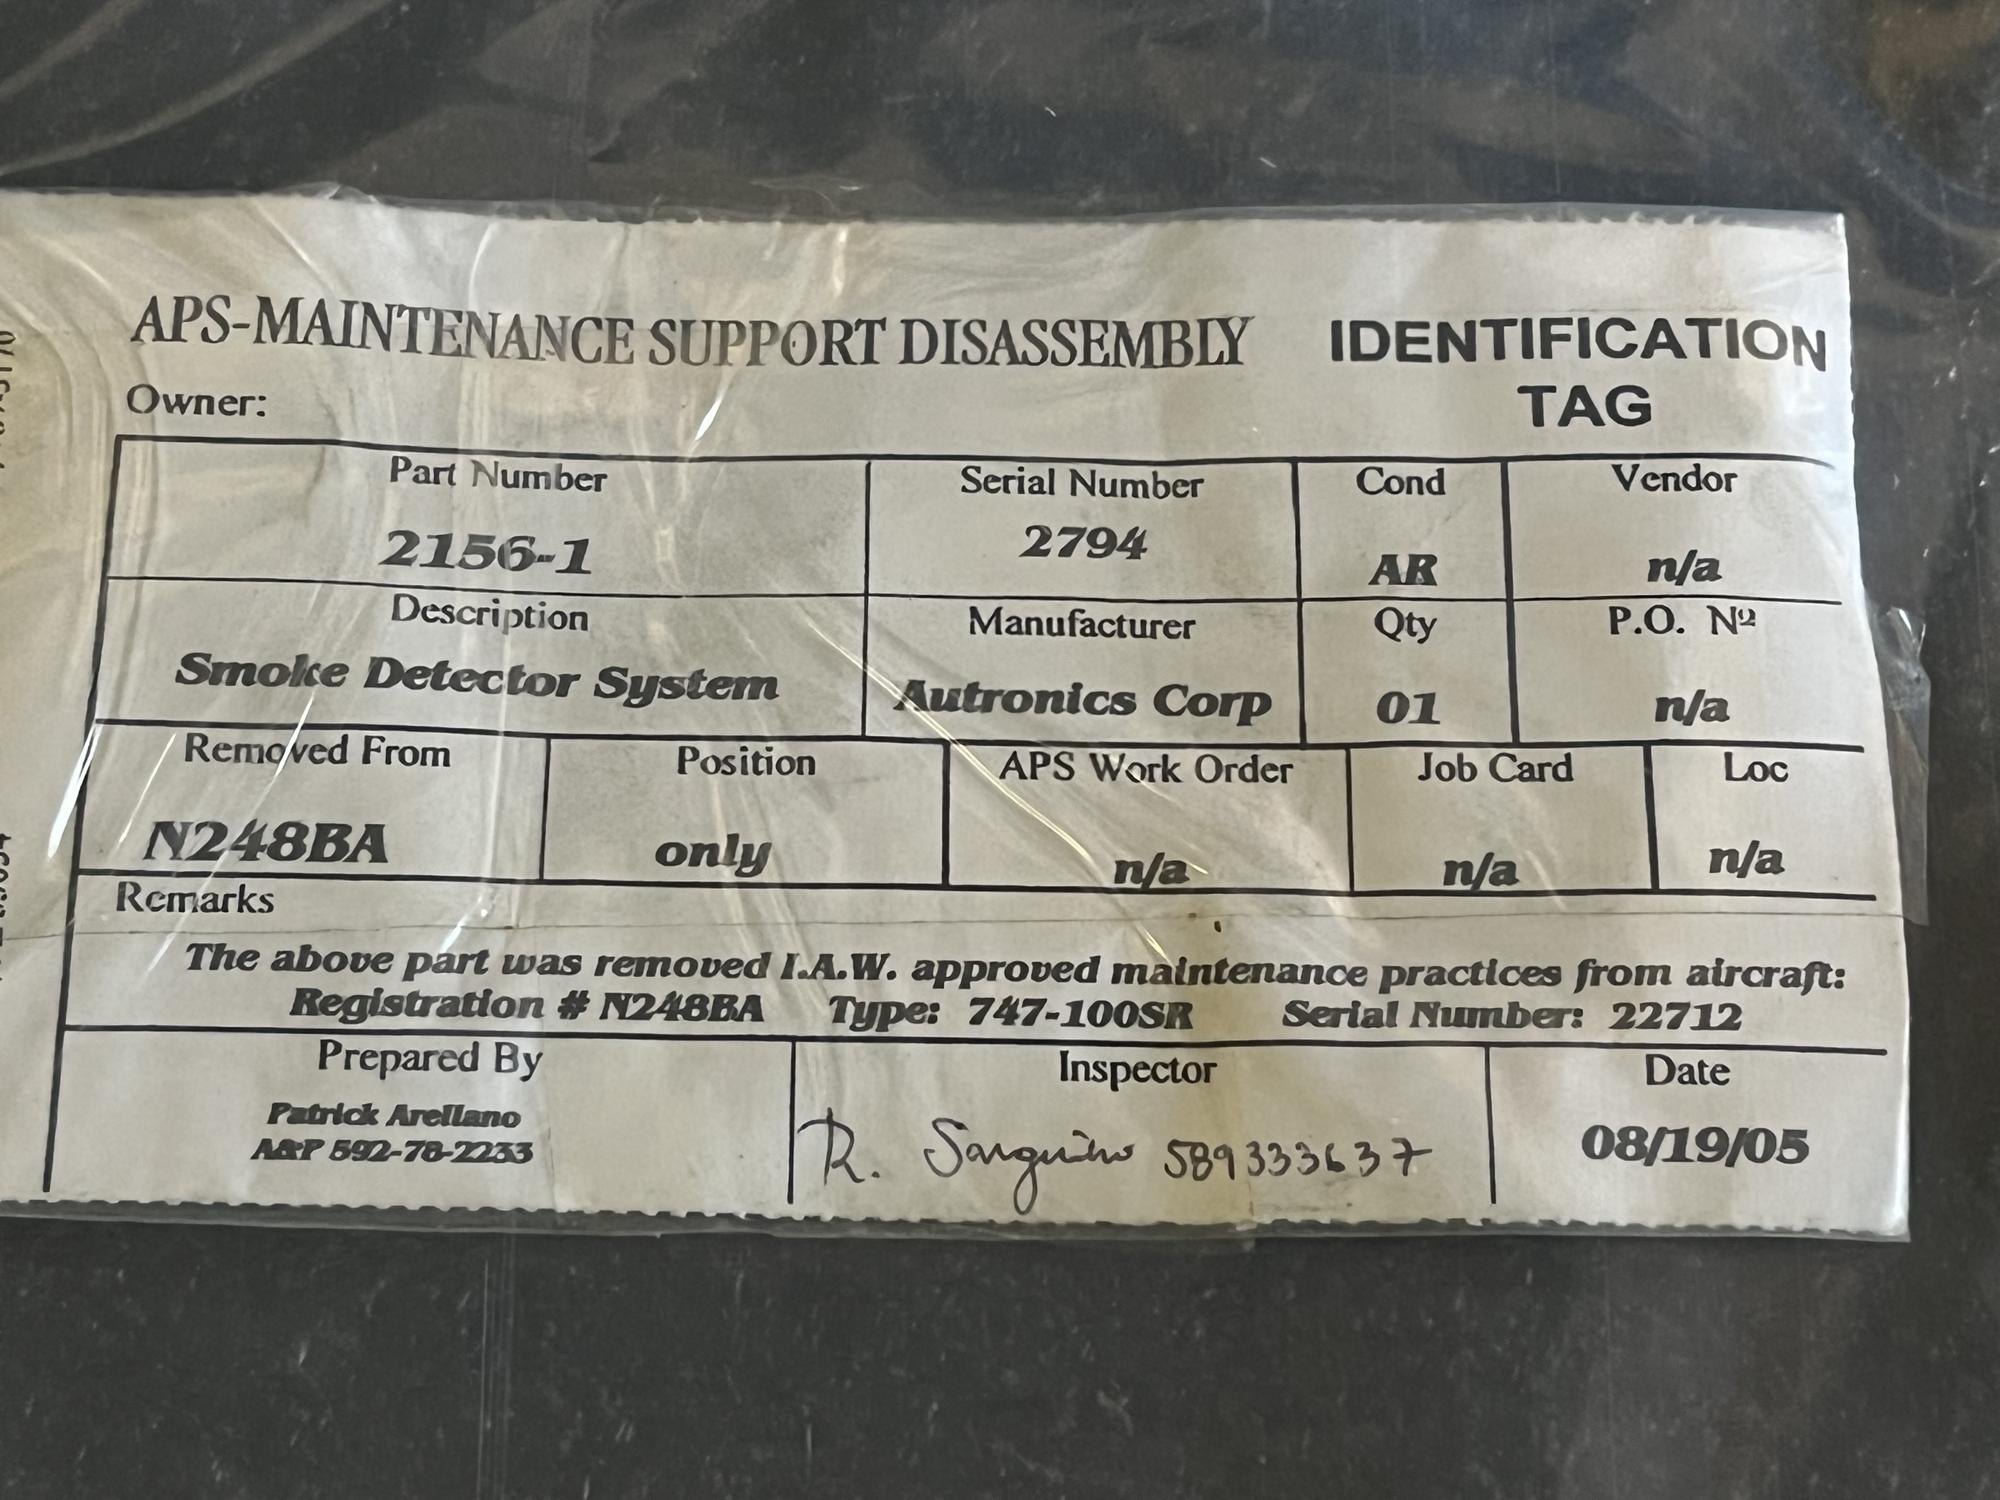 APS-MAINTENANCE SUPPORT DISASSEMBLY IDENTIFICATION TAG
Owner:
Part Number Serial Number Cond Vendor
2156-1 2794 AR n/a
Description Manufacturer Qty P.O. Nº
Smoke Detector System Autronics Corp 01 n/a
Removed From Position APS Work Order Job Card Loc
N248BA only n/a n/a n/a
Remarks
The above part was removed I.A.W. approved maintenance practices from aircraft:
Registration # N248BA Type: 747-100SR Serial Number: 22712
Prepared By Inspector Date
Patrick Arellano
A&P 592-78-2233 R. 589333637 08/19/05